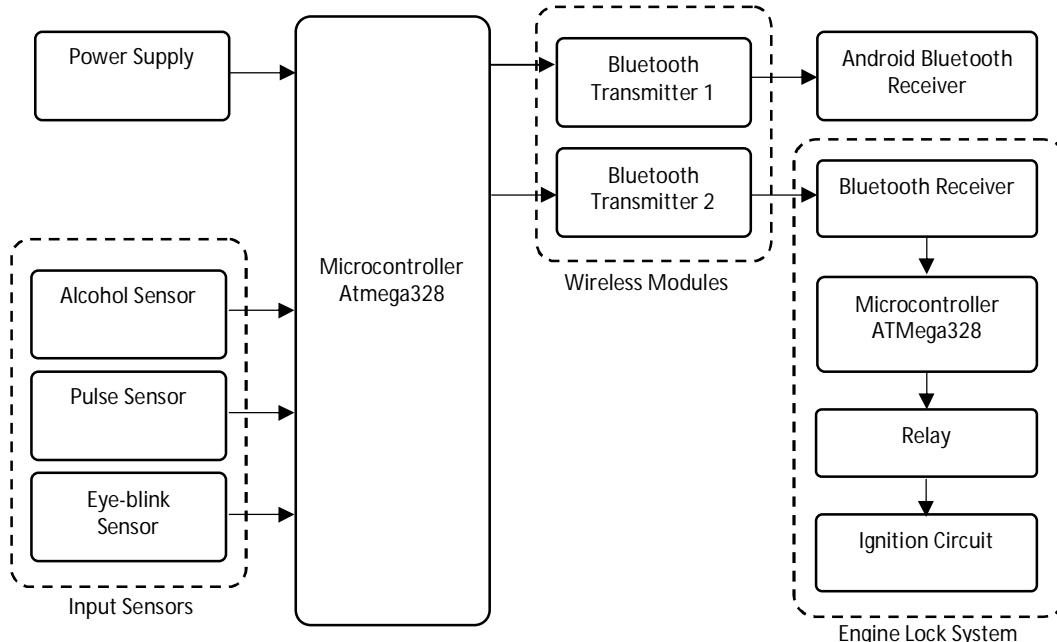 Power Supply
Alcohol Sensor
Pulse Sensor
Eye-blink
Sensor
Input Sensors
Microcontroller
Atmega328
Bluetooth
Transmitter 1
Bluetooth
Transmitter 2
Wireless Modules
Android Bluetooth
Receiver
Bluetooth Receiver
Microcontroller
ATMega328
Relay
Ignition Circuit
Engine Lock System